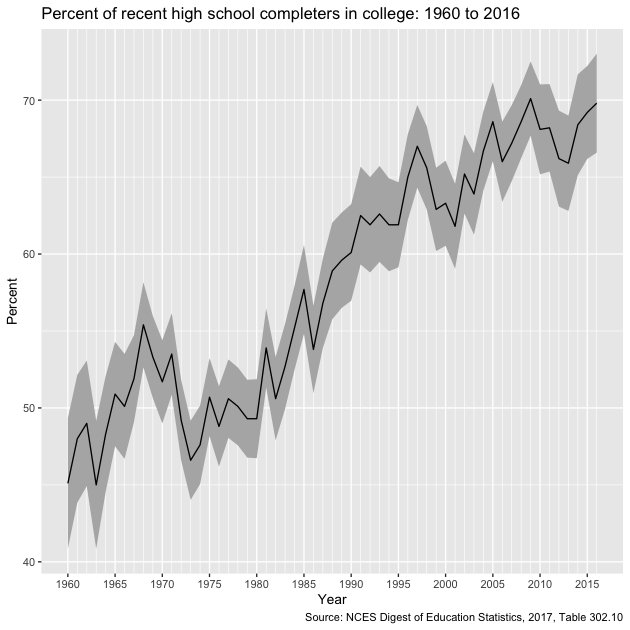 Percent of recent high school completers in college: 1960 to 2016
70
60
50
40
Percent
1960 1965 1970 1975 1980 1985 1990 1995 2000 2005 2010 2015
Year
Source: NCES Digest of Education Statistics, 2017, Table 302.10